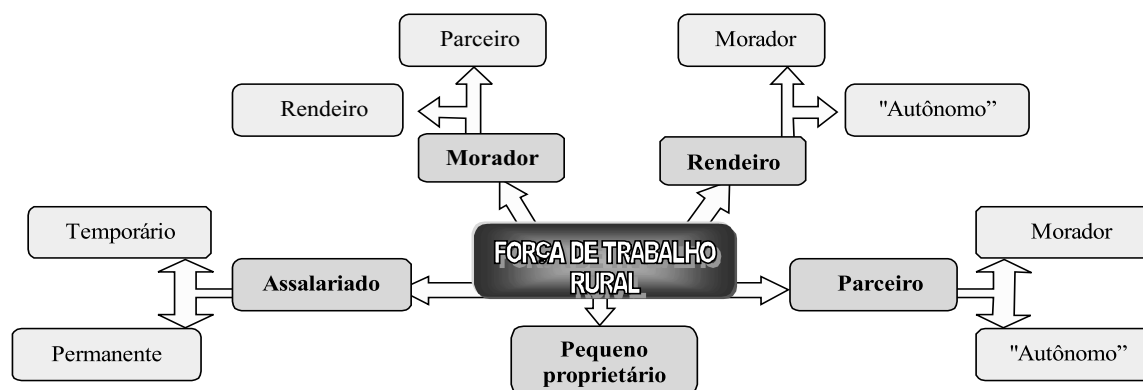 Parceiro
Morador
Rendeiro
"Autônomo”
Morador
Rendeiro
Temporário
Morador
FORÇA DE TRABALHO
RURAL
Assalariado
Parceiro
Permanente
Pequeno
proprietário
"Autônomo”